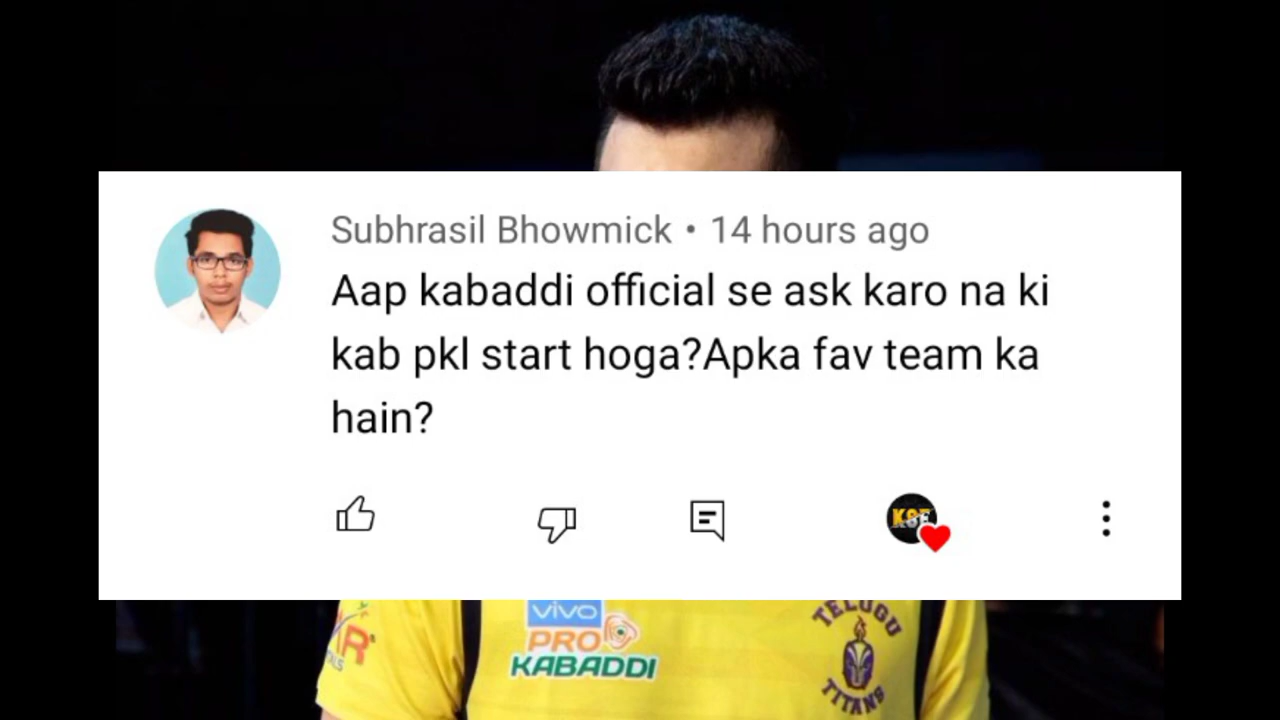 Subhrasil Bhowmick • 14 hours ago
Aap kabaddi official se ask karo na ki
kab pkl start hoga?Apka fav team ka
hain?
KSF
vivo
PRO
KABADDI
TELUGU
TITANS